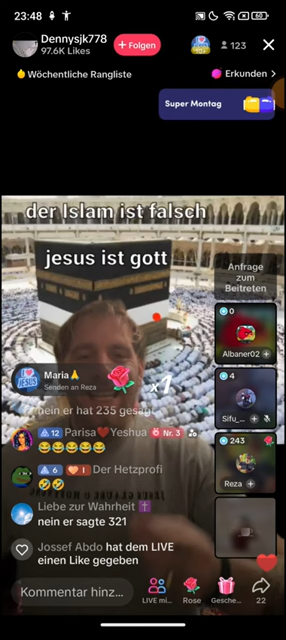 23:48
60
Dennysjk778
97.6K Likes
+ Folgen
123
Wöchentliche Rangliste
Erkunden >
Super Montag
der Islam ist falsch
jesus ist gott
Anfrage
zum
Beitreten
0
Albaner02
4
Sifu_...
243
Reza
I
JESUS
Maria🙏
Senden an Reza
x1
nein er hat 235 gesagt
12 Parisa❤️Yeshua Nr. 3
😂😂😂😂😂
6 I Der Hetzprofi
🤣🤣
Liebe zur Wahrheit ✝️
nein er sagte 321
Jossef Abdo hat dem LIVE
einen Like gegeben
Kommentar hinz...
LIVE mi...
Rose
Gesche...
22